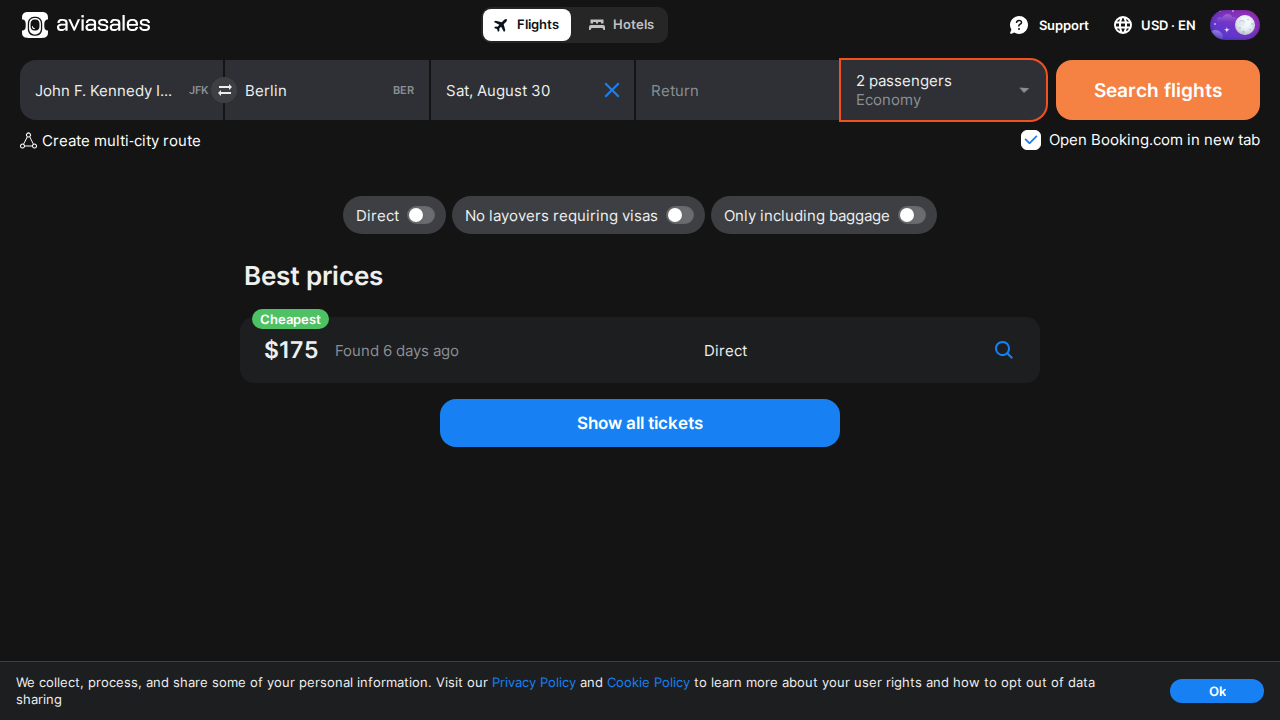 aviasales
Flights
Hotels
Support
USD · EN
John F. Kennedy I...
JFK
Berlin
BER
Sat, August 30
Return
2 passengers
Economy
Search flights
Create multi-city route
Open Booking.com in new tab
Direct
No layovers requiring visas
Only including baggage
Best prices
Cheapest
$175
Found 6 days ago
Direct
Show all tickets
We collect, process, and share some of your personal information. Visit our Privacy Policy and Cookie Policy to learn more about your user rights and how to opt out of data
sharing
Ok